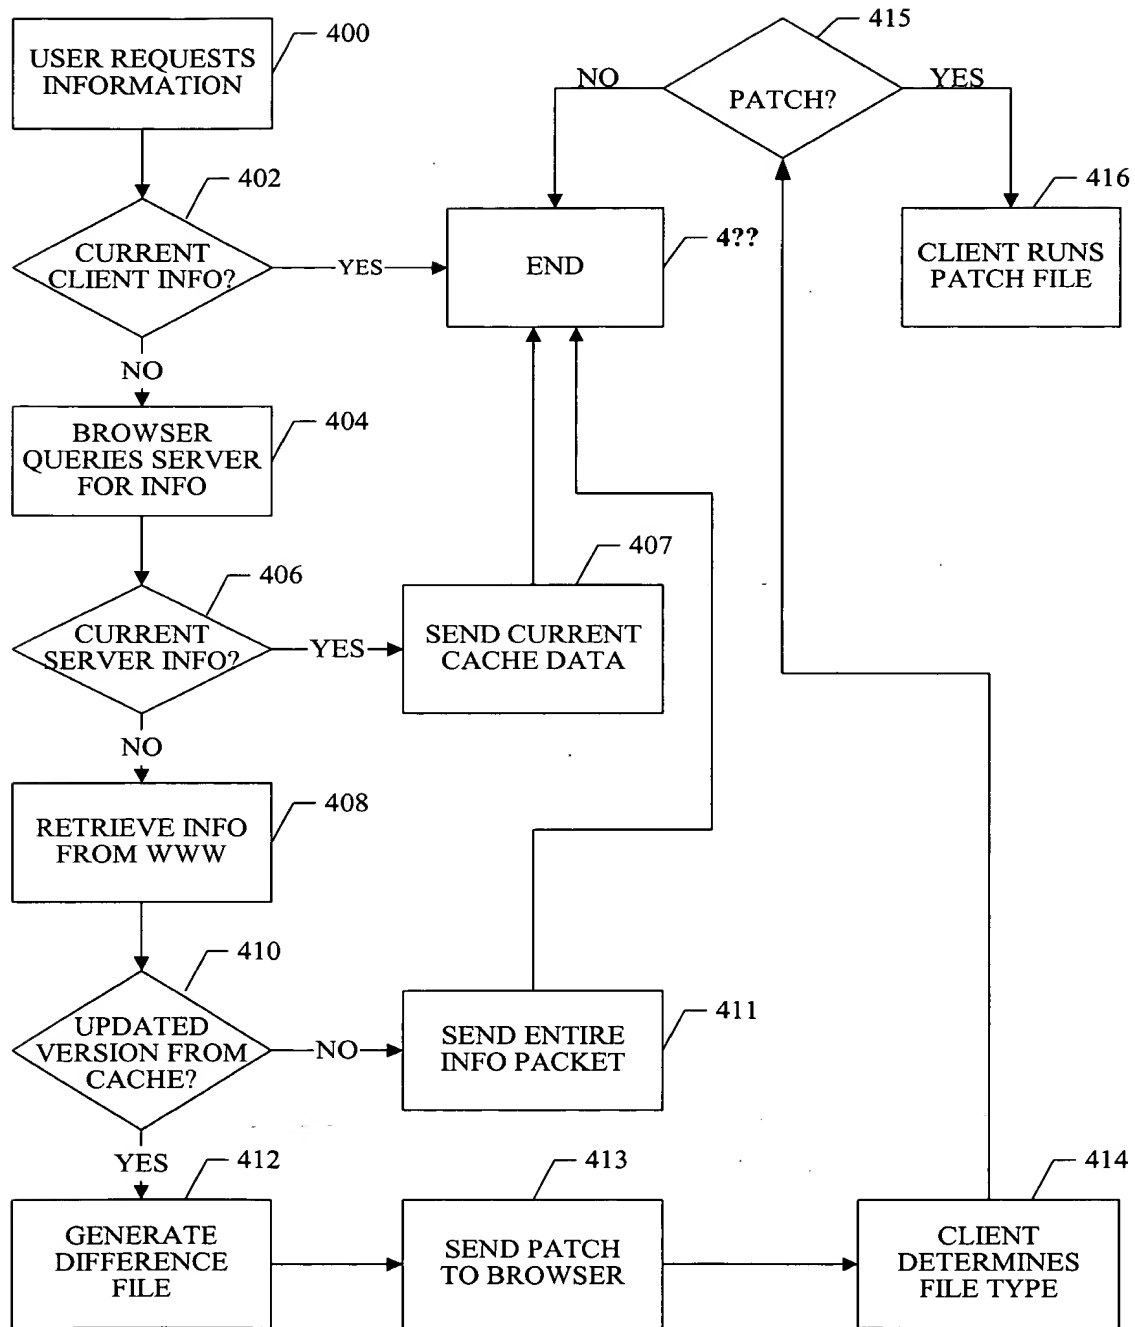 400
USER REQUESTS
INFORMATION
402
CURRENT
CLIENT INFO?
YES
NO
404
BROWSER
QUERIES SERVER
FOR INFO
406
CURRENT
SERVER INFO?
YES
407
SEND CURRENT
CACHE DATA
NO
408
RETRIEVE INFO
FROM WWW
410
UPDATED
VERSION FROM
CACHE?
NO
411
SEND ENTIRE
INFO PACKET
YES
412
GENERATE
DIFFERENCE
FILE
413
SEND PATCH
TO BROWSER
414
CLIENT
DETERMINES
FILE TYPE
415
PATCH?
NO
YES
4??
END
416
CLIENT RUNS
PATCH FILE